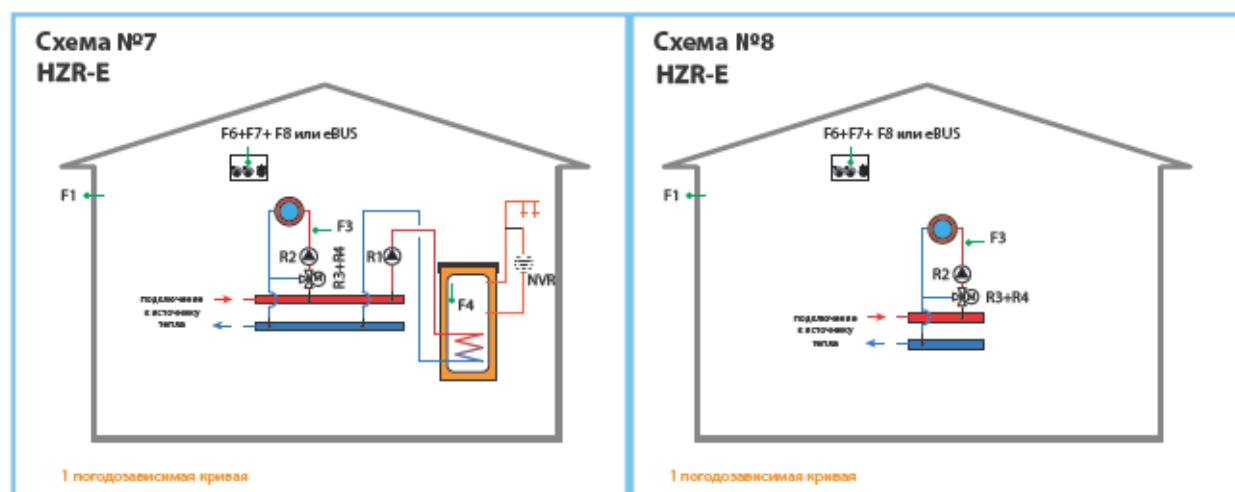 Схема №7
HZR-E
F6+F7+ F8 или eBUS
F1
F3
R2
R3+R4
R1
M
NVR
F4
подключение
к источнику
тепла
1 погодозависимая кривая
Схема №8
HZR-E
F6+F7+ F8 или eBUS
F1
F3
R2
M
R3+R4
подключение
к источнику
тепла
1 погодозависимая кривая